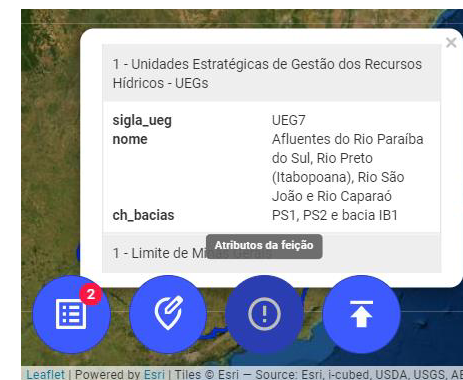 ×
1 - Unidades Estratégicas de Gestão dos Recursos
Hídricos - UEGs
sigla_ueg UEG7
nome Afluentes do Rio Paraíba
do Sul, Rio Preto
(Itabopoana), Rio São
João e Rio Caparaó
ch_bacias PS1, PS2 e bacia IB1
Atributos da feição
1 - Limite de Minas Gerais
2
Leaflet | Powered by Esri | Tiles © Esri — Source: Esri, i-cubed, USDA, USGS, AE